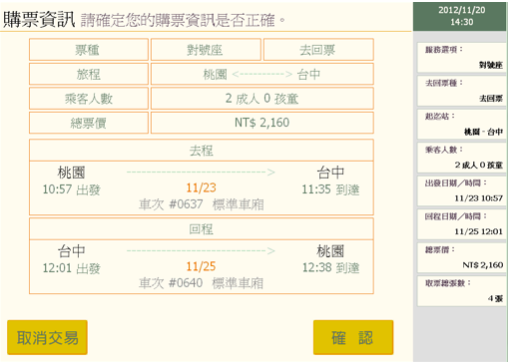 購票資訊 請確定您的購票資訊是否正確。
2012/11/20
14:30
票種 對號座 去回票
旅程 桃園 <----------> 台中
乘客人數 2 成人 0 孩童
總票價 NT$ 2,160
去程
桃園 --------------------> 台中
10:57 出發 11/23 11:35 到達
車次 #0637 標準車廂
回程
台中 --------------------> 桃園
12:01 出發 11/25 12:38 到達
車次 #0640 標準車廂
取消交易 確 認
服務選項:
對號座
去回票種:
去回票
起迄站:
桃園 - 台中
乘客人數:
2 成人 0 孩童
出發日期/時間:
11/23 10:57
回程日期/時間:
11/25 12:01
總票價:
NT$ 2,160
取票總張數:
4 張